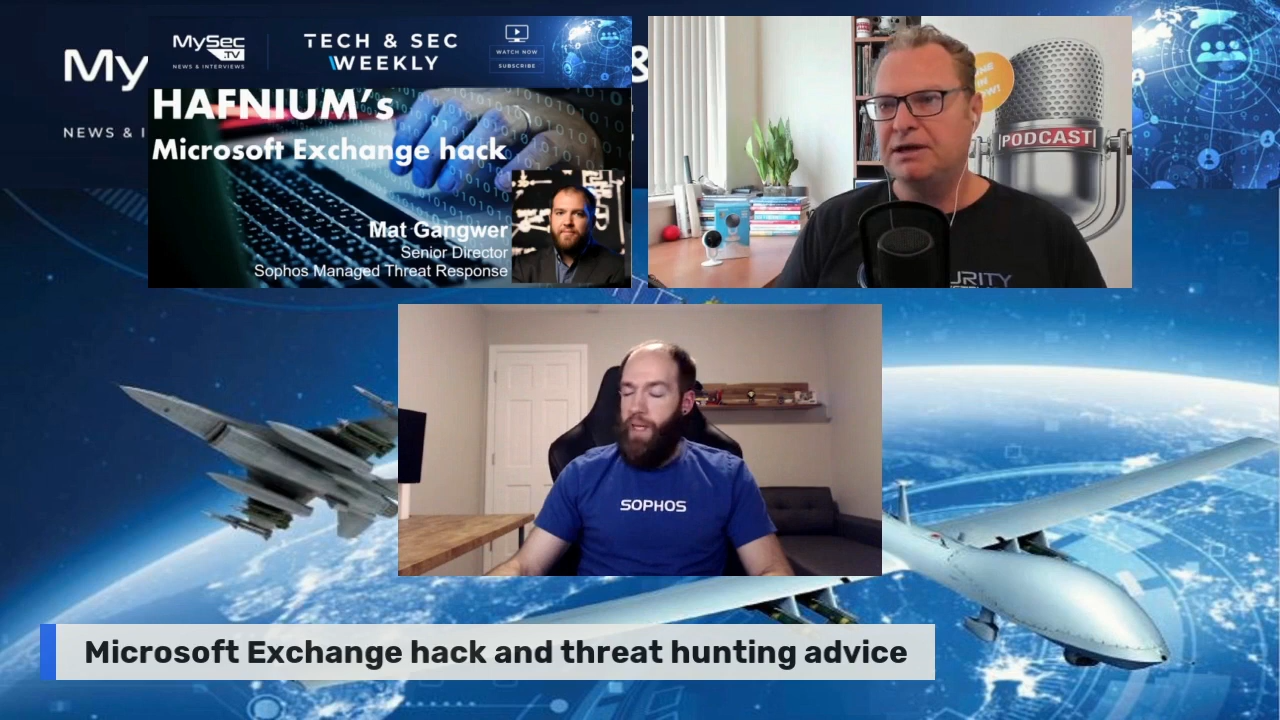 My
NEWS & I
MySec
.TV
NEWS & INTERVIEWS
TECH & SEC
WEEKLY
WATCH NOW
SUBSCRIBE
&
HAFNIUM's
Microsoft Exchange hack
Mat Gangwer
Senior Director
Sophos Managed Threat Response
PODCAST
SOPHOS
Microsoft Exchange hack and threat hunting advice